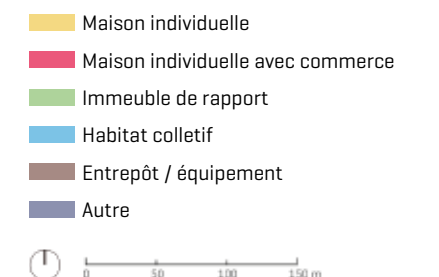 Maison individuelle
Maison individuelle avec commerce
Immeuble de rapport
Habitat colletif
Entrepôt / équipement
Autre
0 50 100 150 m